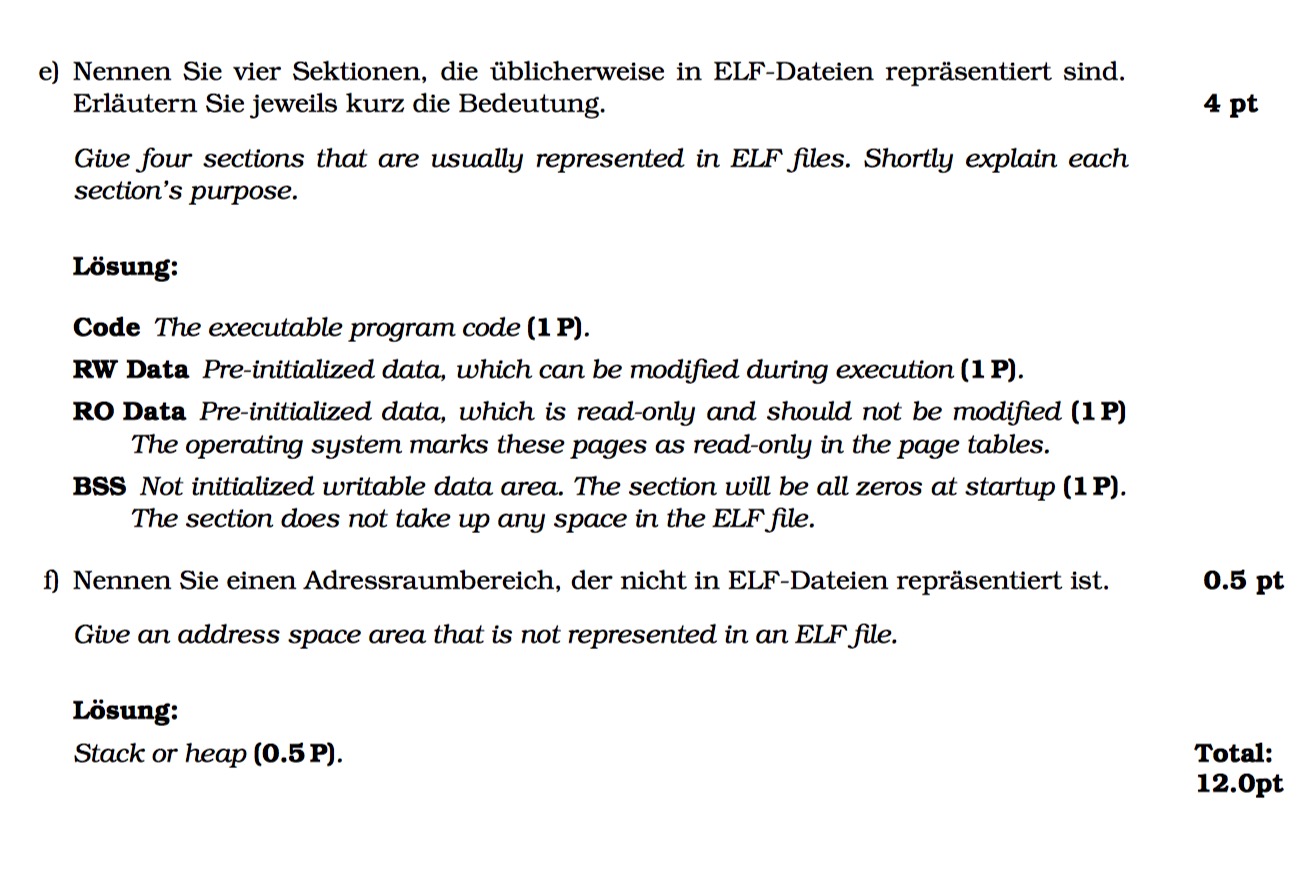 e) Nennen Sie vier Sektionen, die üblicherweise in ELF-Dateien repräsentiert sind.
Erläutern Sie jeweils kurz die Bedeutung. 4 pt
Give four sections that are usually represented in ELF files. Shortly explain each
section's purpose.
Lösung:
Code The executable program code (1 P).
RW Data Pre-initialized data, which can be modified during execution (1 P).
RO Data Pre-initialized data, which is read-only and should not be modified (1 P)
The operating system marks these pages as read-only in the page tables.
BSS Not initialized writable data area. The section will be all zeros at startup (1 P).
The section does not take up any space in the ELF file.
f) Nennen Sie einen Adressraumbereich, der nicht in ELF-Dateien repräsentiert ist. 0.5 pt
Give an address space area that is not represented in an ELF file.
Lösung:
Stack or heap (0.5 P). Total:
12.0pt